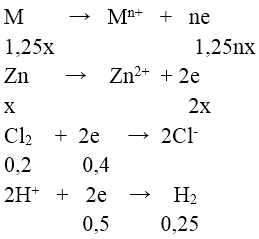 M → Mⁿ⁺ + ne
1,25x 1,25nx
Zn → Zn²⁺ + 2e
x 2x
Cl₂ + 2e → 2Cl⁻
0,2 0,4
2H⁺ + 2e → H₂
0,5 0,25